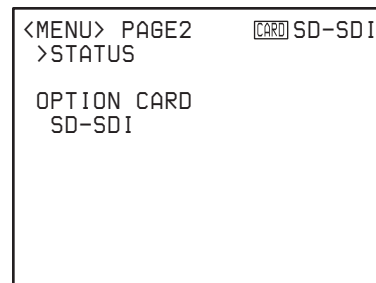 <MENU> PAGE2 CARD SD-SDI
>STATUS
OPTION CARD
SD-SDI